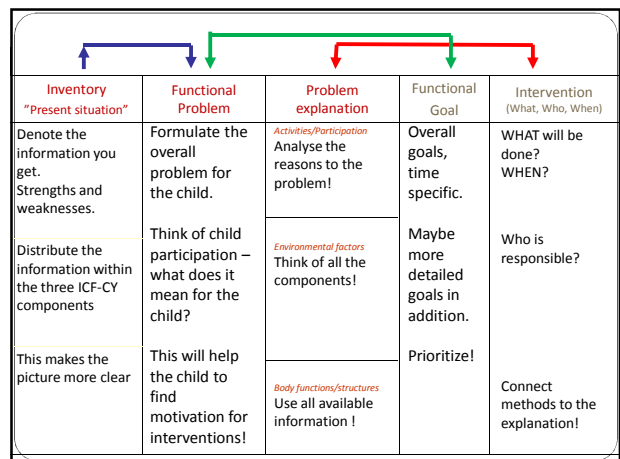 Inventory
"Present situation"
Functional
Problem
Problem
explanation
Functional
Goal
Intervention
(What, Who, When)
Denote the
information you
get.
Strengths and
weaknesses.
Distribute the
information within
the three ICF-CY
components
This makes the
picture more clear
Formulate the
overall
problem for
the child.
Think of child
participation –
what does it
mean for the
child?
This will help
the child to
find
motivation for
interventions!
Activities/Participation
Analyse the
reasons to the
problem!
Environmental factors
Think of all the
components!
Body functions/structures
Use all available
information !
Overall
goals,
time
specific.
Maybe
more
detailed
goals in
addition.
Prioritize!
WHAT will be
done?
WHEN?
Who is
responsible?
Connect
methods to the
explanation!